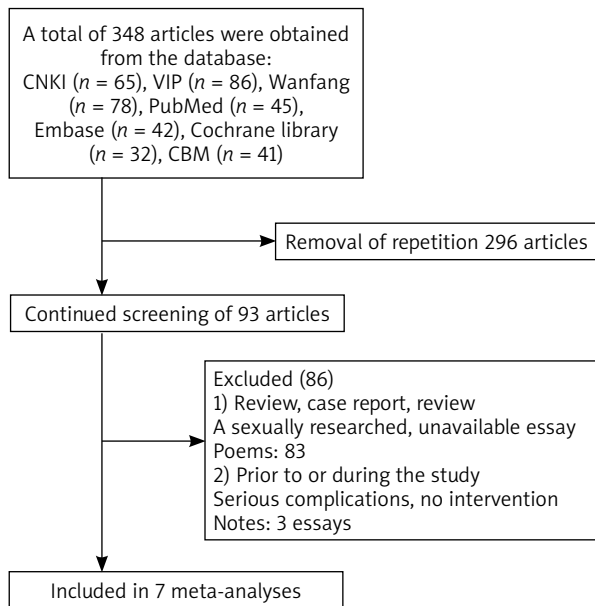 A total of 348 articles were obtained
from the database:
CNKI (n = 65), VIP (n = 86), Wanfang
(n = 78), PubMed (n = 45),
Embase (n = 42), Cochrane library
(n = 32), CBM (n = 41)
Removal of repetition 296 articles
Continued screening of 93 articles
Excluded (86)
1) Review, case report, review
A sexually researched, unavailable essay
Poems: 83
2) Prior to or during the study
Serious complications, no intervention
Notes: 3 essays
Included in 7 meta-analyses